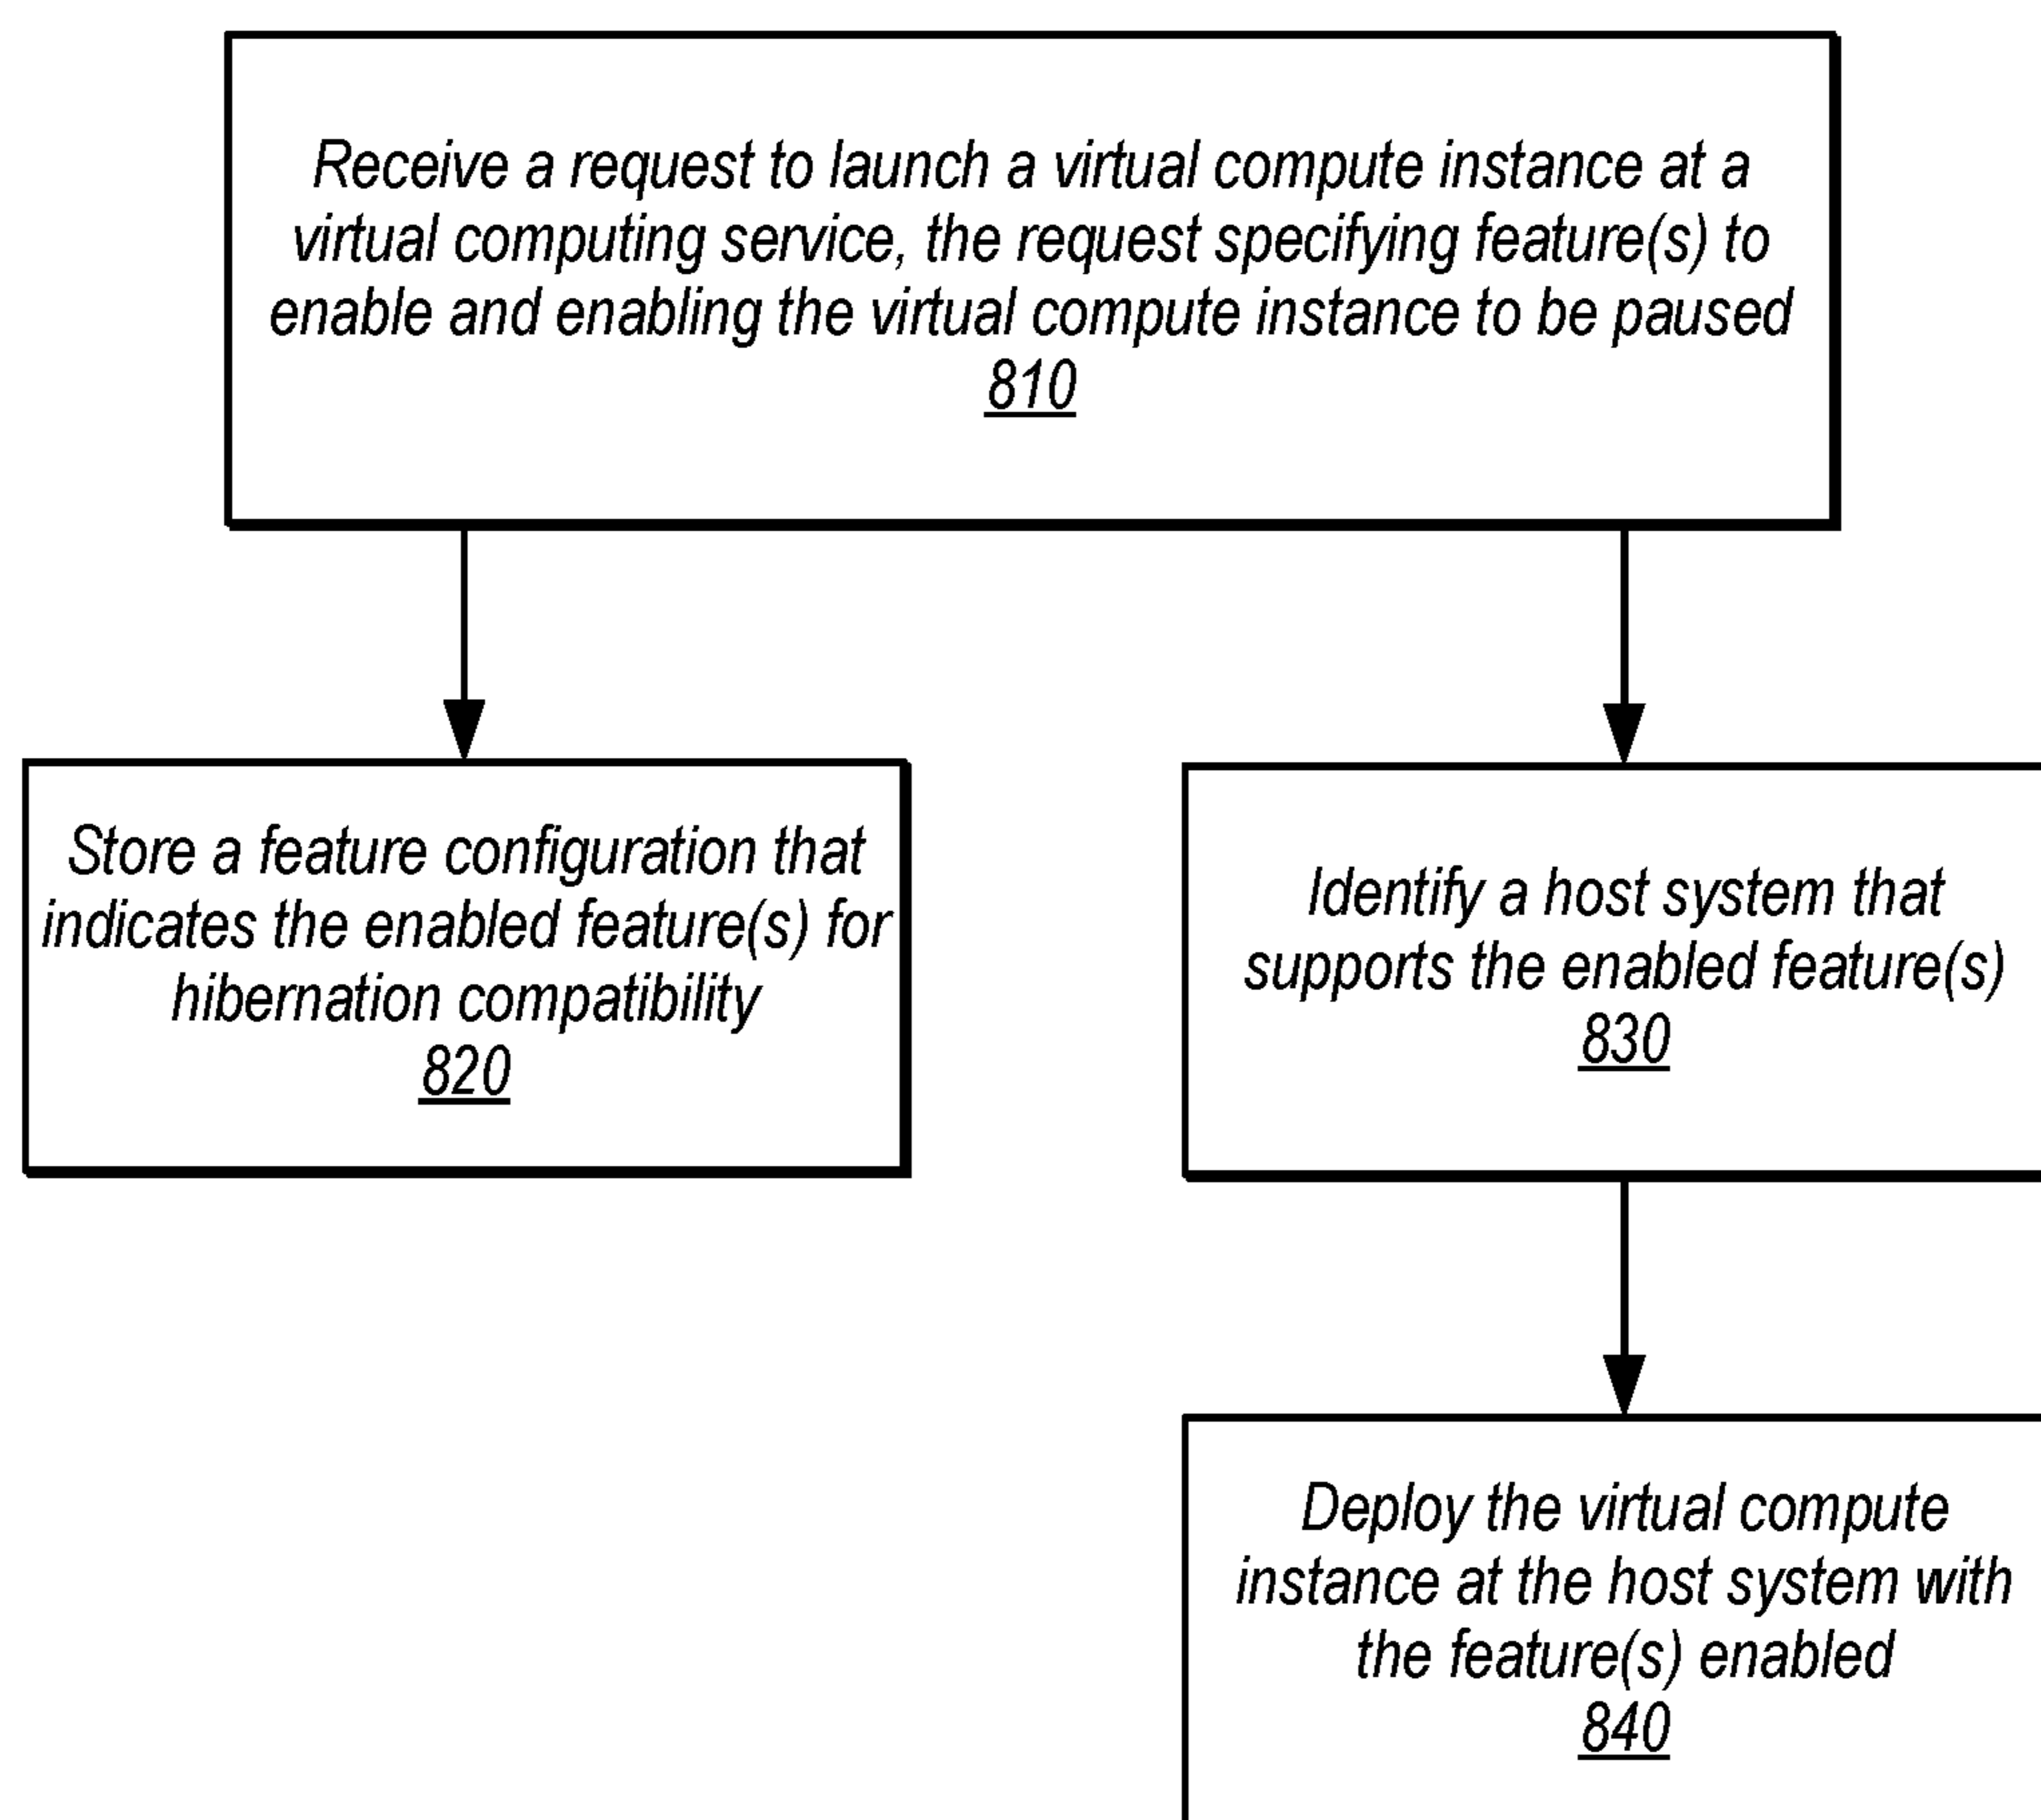 Receive a request to launch a virtual compute instance at a
virtual computing service, the request specifying feature(s) to
enable and enabling the virtual compute instance to be paused
810
Store a feature configuration that
indicates the enabled feature(s) for
hibernation compatibility
820
Identify a host system that
supports the enabled feature(s)
830
Deploy the virtual compute
instance at the host system with
the feature(s) enabled
840